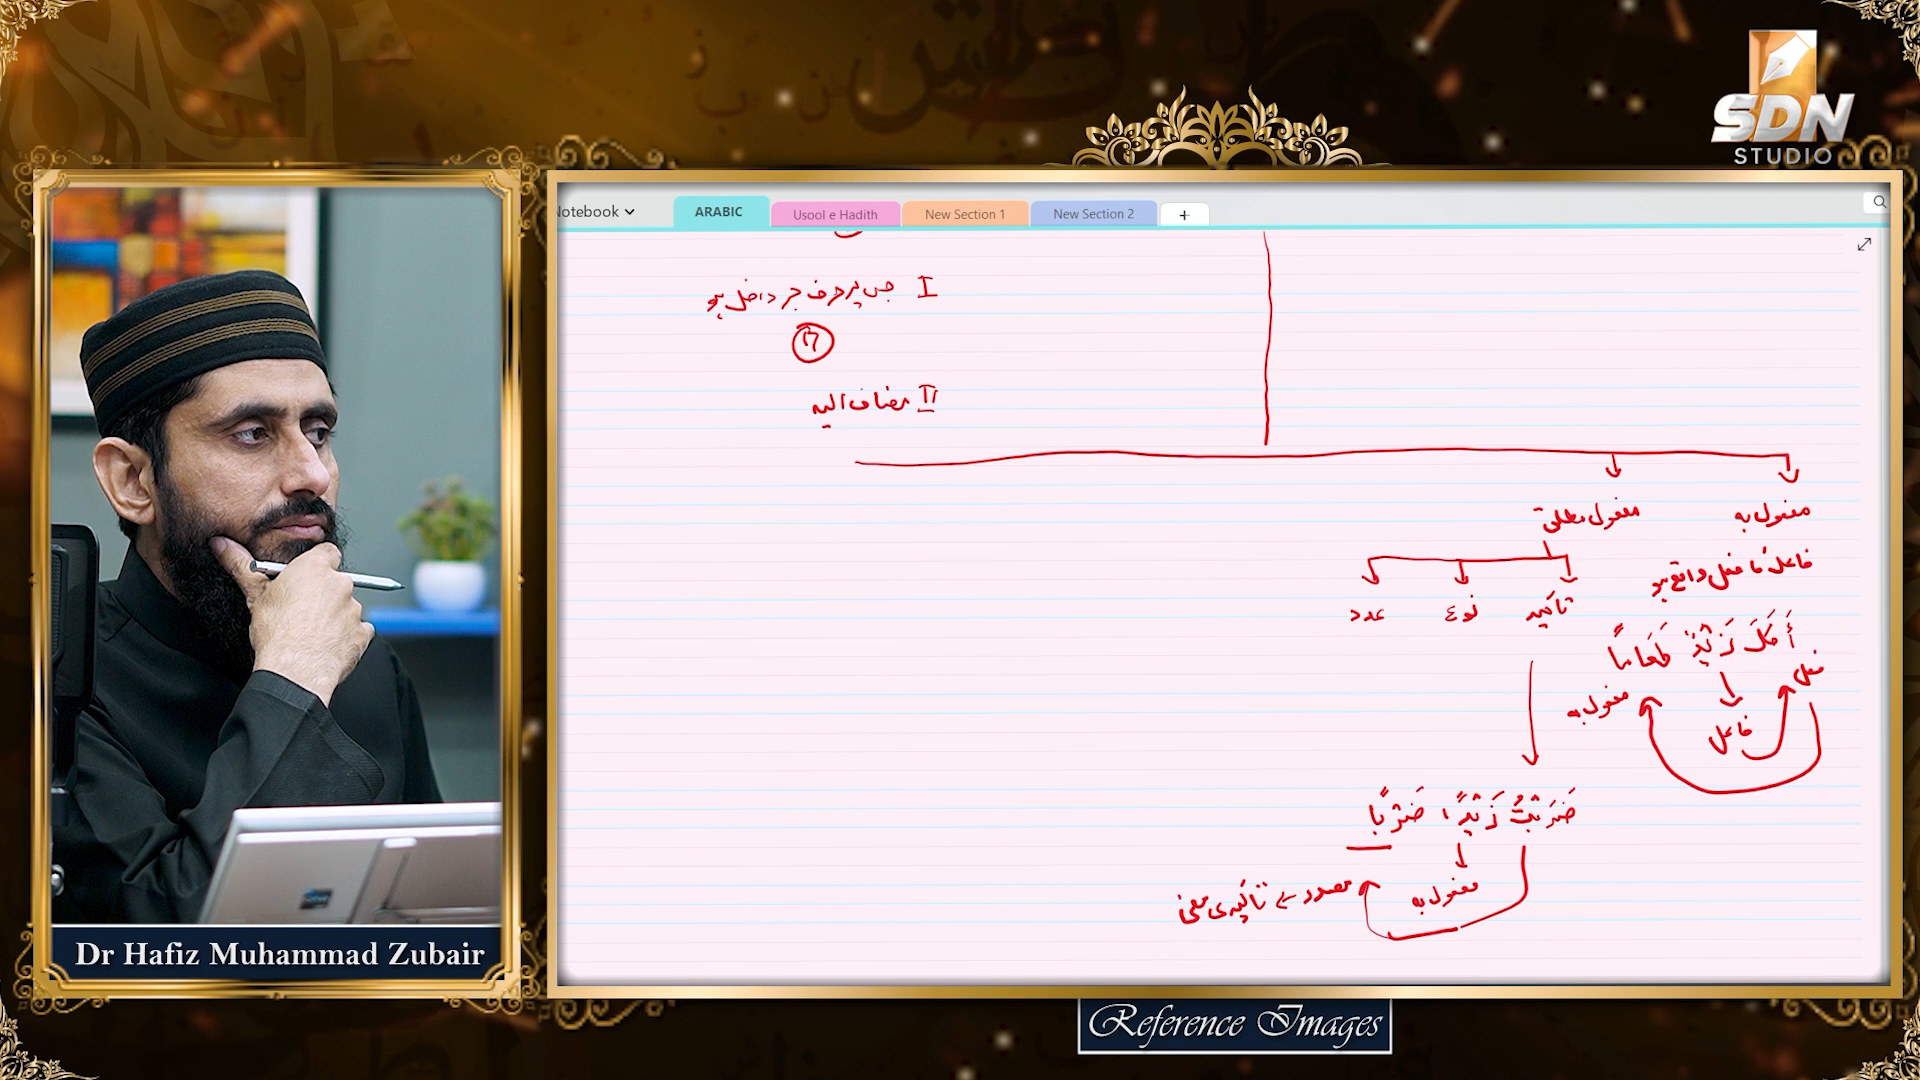 SDN
STUDIO
Notebook
ARABIC
Usool e Hadith
New Section 1
New Section 2
+
I جس پر حرف جر داخل ہو
۱۷
II مضاف الیہ
مفعول بہ
مفعول مطلق
فاعل کا فعل واقع ہو
تاکید
نوع
عدد
أَكَلَ زَيْدٌ طَعَامًا
فعل
فاعل
مفعول بہ
ضَرَبْتُ زَيْدًا ضَرْبًا
مفعول بہ
مصدر ← تاکیدی معنی
Dr Hafiz Muhammad Zubair
Reference Images